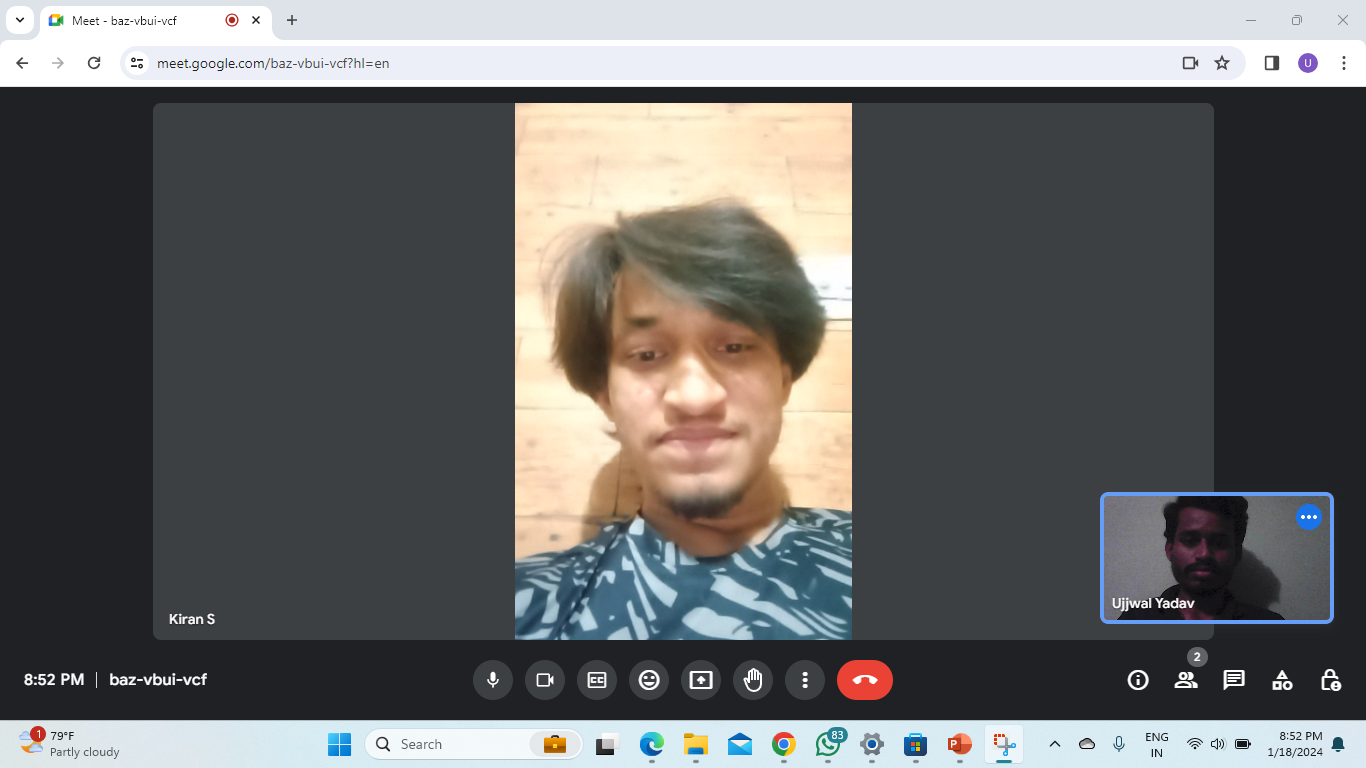 Meet - baz-vbui-vcf
meet.google.com/baz-vbui-vcf?hl=en
U
Kiran S
Ujjwal Yadav
8:52 PM | baz-vbui-vcf
2
1
79°F
Partly cloudy
Search
83
ENG
IN
8:52 PM
1/18/2024